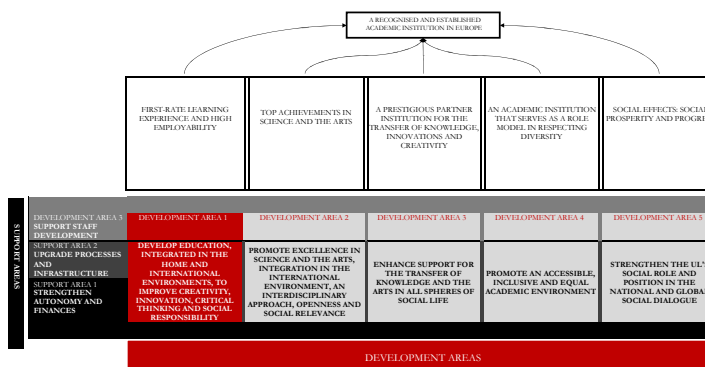 A RECOGNISED AND ESTABLISHED
ACADEMIC INSTITUTION IN EUROPE
FIRST-RATE LEARNING
EXPERIENCE AND HIGH
EMPLOYABILITY
TOP ACHIEVEMENTS IN
SCIENCE AND THE ARTS
A PRESTIGIOUS PARTNER
INSTITUTION FOR THE
TRANSFER OF KNOWLEDGE,
INNOVATIONS AND
CREATIVITY
AN ACADEMIC INSTITUTION
THAT SERVES AS A ROLE
MODEL IN RESPECTING
DIVERSITY
SOCIAL EFFECTS: SOCIA
PROSPERITY AND PROGRE
SUPPORT AREAS
DEVELOPMENT AREA 3
SUPPORT STAFF
DEVELOPMENT
SUPPORT AREA 2
UPGRADE PROCESSES
AND
INFRASTRUCTURE
SUPPORT AREA 1
STRENGTHEN
AUTONOMY AND
FINANCES
DEVELOPMENT AREA 1
DEVELOP EDUCATION,
INTEGRATED IN THE
HOME AND
INTERNATIONAL
ENVIRONMENTS, TO
IMPROVE CREATIVITY,
INNOVATION, CRITICAL
THINKING AND SOCIAL
RESPONSIBILITY
DEVELOPMENT AREA 2
PROMOTE EXCELLENCE IN
SCIENCE AND THE ARTS,
INTEGRATION IN THE
INTERNATIONAL
ENVIRONMENT, AN
INTERDISCIPLINARY
APPROACH, OPENNESS AND
SOCIAL RELEVANCE
DEVELOPMENT AREA 3
ENHANCE SUPPORT FOR
THE TRANSFER OF
KNOWLEDGE AND THE
ARTS IN ALL SPHERES OF
SOCIAL LIFE
DEVELOPMENT AREA 4
PROMOTE AN ACCESSIBLE,
INCLUSIVE AND EQUAL
ACADEMIC ENVIRONMENT
DEVELOPMENT AREA 5
STRENGTHEN THE UL'S
SOCIAL ROLE AND
POSITION IN THE
NATIONAL AND GLOBA
SOCIAL DIALOGUE
DEVELOPMENT AREAS